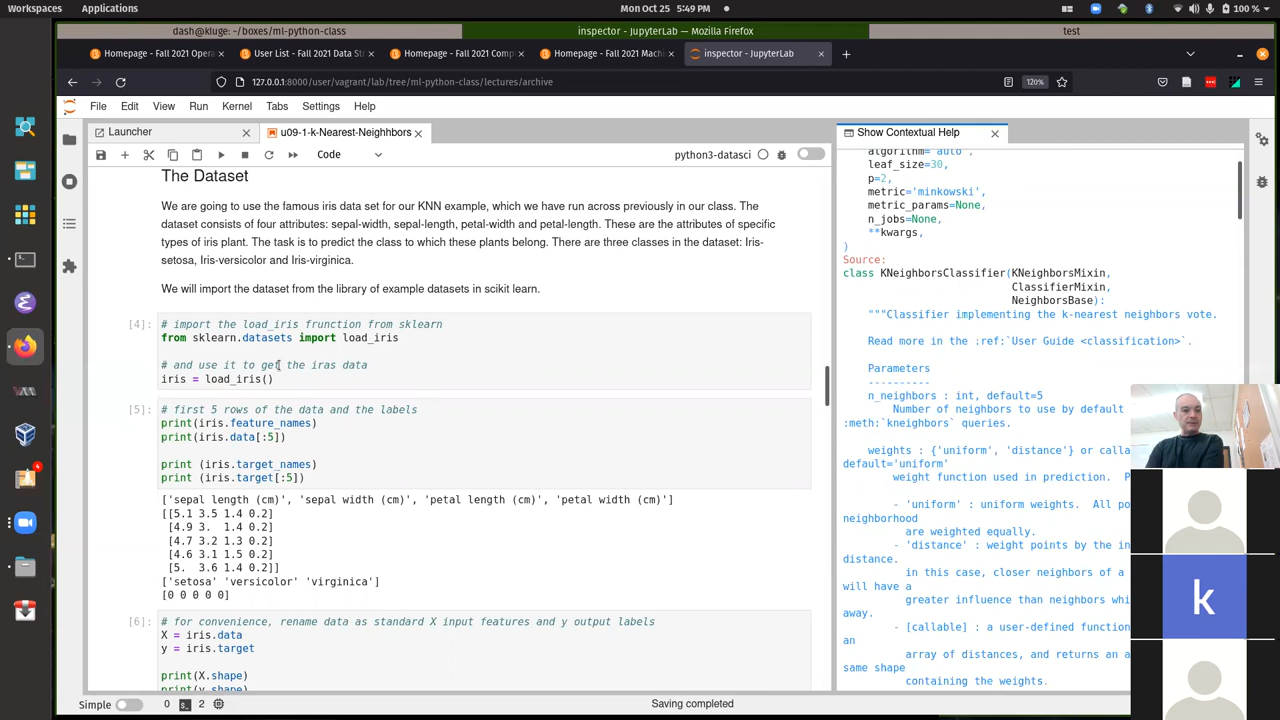 Workspaces Applications Mon Oct 25 5:49 PM 100 %
dash@kluge: ~/boxes/ml-python-class inspector - JupyterLab — Mozilla Firefox test
Homepage - Fall 2021 Opera User List - Fall 2021 Data Str Homepage - Fall 2021 Comp Homepage - Fall 2021 Machi inspector - JupyterLab
127.0.0.1:8000/user/vagrant/lab/tree/ml-python-class/lectures/archive 120%
File Edit View Run Kernel Tabs Settings Help
Launcher u09-1-k-Nearest-Neighbors
Show Contextual Help
Code python3-datasci
The Dataset
We are going to use the famous iris data set for our KNN example, which we have run across previously in our class. The
dataset consists of four attributes: sepal-width, sepal-length, petal-width and petal-length. These are the attributes of specific
types of iris plant. The task is to predict the class to which these plants belong. There are three classes in the dataset: Iris-
setosa, Iris-versicolor and Iris-virginica.
We will import the dataset from the library of example datasets in scikit learn.
[4]: # import the load_iris frunction from sklearn
from sklearn.datasets import load_iris
# and use it to get the iras data
iris = load_iris()
[5]: # first 5 rows of the data and the labels
print(iris.feature_names)
print(iris.data[:5])
print (iris.target_names)
print (iris.target[:5])
['sepal length (cm)', 'sepal width (cm)', 'petal length (cm)', 'petal width (cm)']
[[5.1 3.5 1.4 0.2]
[4.9 3. 1.4 0.2]
[4.7 3.2 1.3 0.2]
[4.6 3.1 1.5 0.2]
[5. 3.6 1.4 0.2]]
['setosa' 'versicolor' 'virginica']
[0 0 0 0 0]
[6]: # for convenience, rename data as standard X input features and y output labels
X = iris.data
y = iris.target
print(X.shape)
print(y.shape)
algorithm='auto',
leaf_size=30,
p=2,
metric='minkowski',
metric_params=None,
n_jobs=None,
**kwargs,
)
Source:
class KNeighborsClassifier(KNeighborsMixin,
ClassifierMixin,
NeighborsBase):
"""Classifier implementing the k-nearest neighbors vote.
Read more in the :ref:`User Guide <classification>`.
Parameters
----------
n_neighbors : int, default=5
Number of neighbors to use by default
:meth:`kneighbors` queries.
weights : {'uniform', 'distance'} or calla
default='uniform'
weight function used in prediction. P
- 'uniform' : uniform weights. All po
neighborhood
are weighted equally.
- 'distance' : weight points by the in
distance.
in this case, closer neighbors of a
will have a
greater influence than neighbors whi
away.
- [callable] : a user-defined function
an
array of distances, and returns an a
same shape
containing the weights.
k
Simple 0 2 Saving completed
4